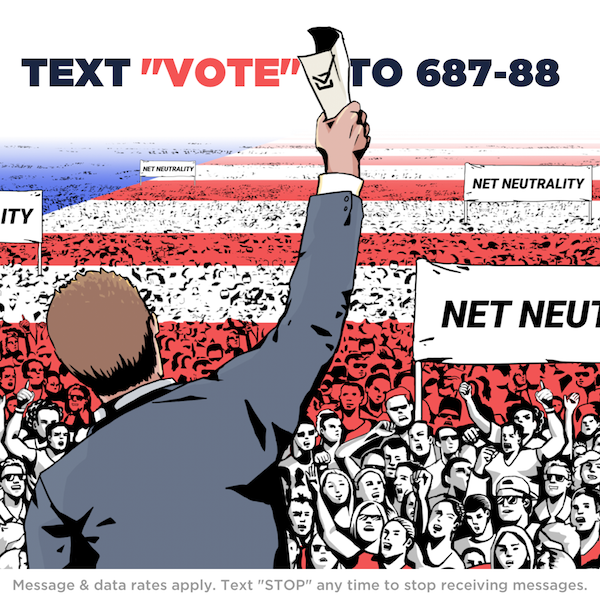 TEXT "VOTE" TO 687-88
NET NEUTRALITY
NET NEUTRALITY
ITY
NET NEUT
Message & data rates apply. Text "STOP" any time to stop receiving messages.